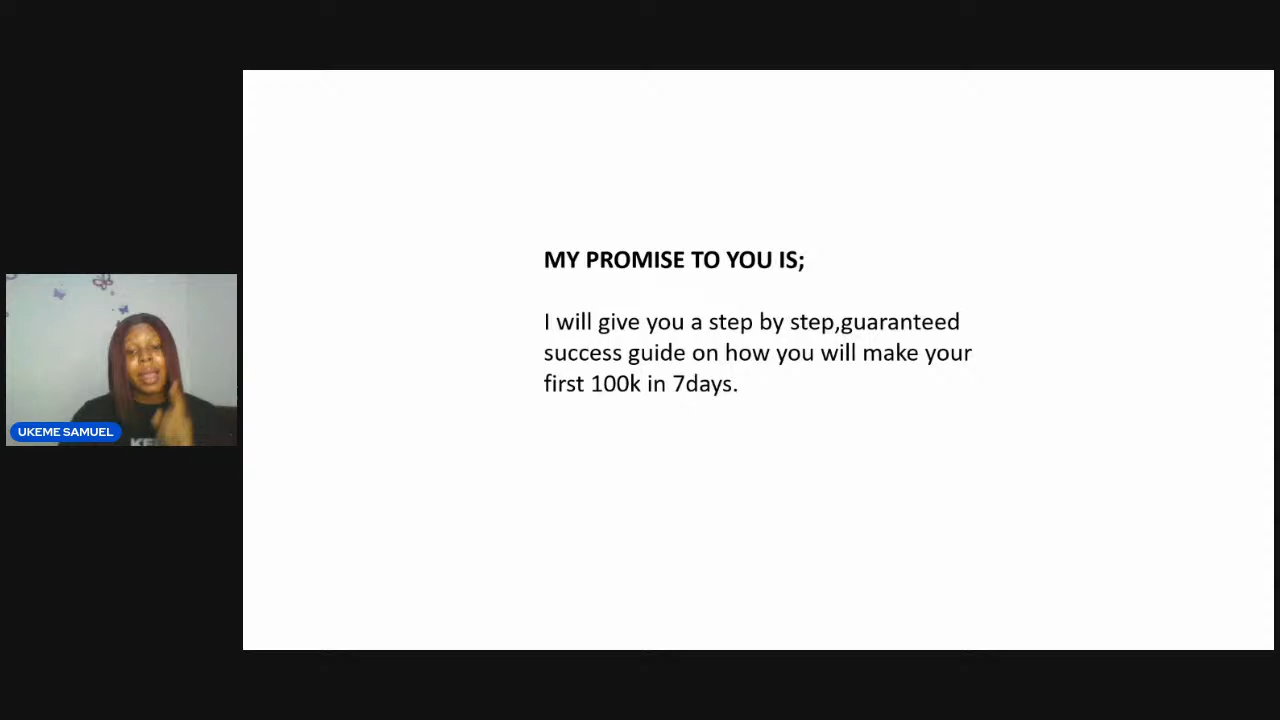 MY PROMISE TO YOU IS;
I will give you a step by step,guaranteed
success guide on how you will make your
first 100k in 7days.
UKEME SAMUEL